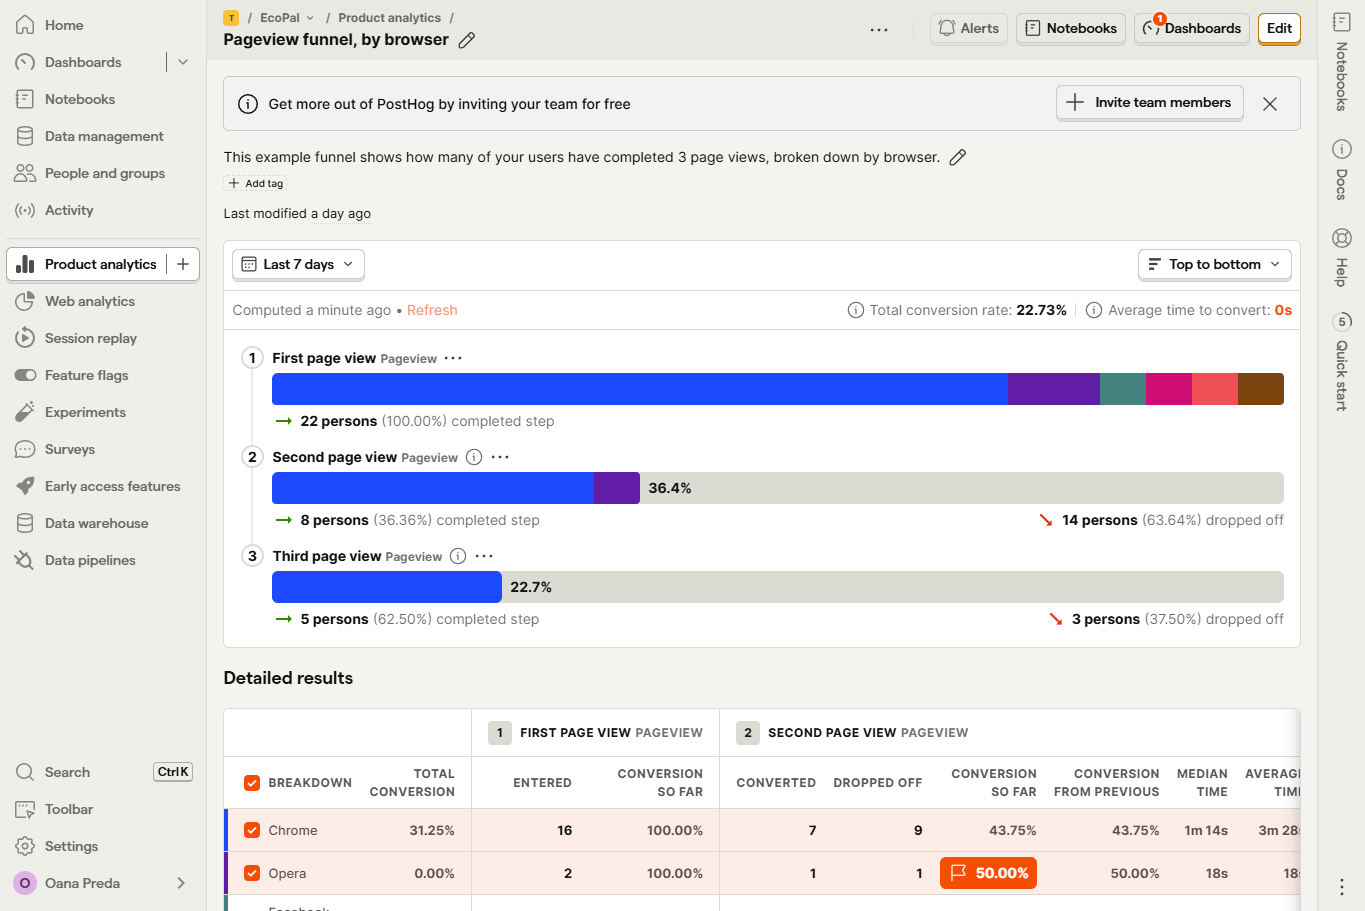 Home
Dashboards
Notebooks
Data management
People and groups
Activity
Product analytics
Web analytics
Session replay
Feature flags
Experiments
Surveys
Early access features
Data warehouse
Data pipelines
Search Ctrl K
Toolbar
Settings
O Oana Preda
T / EcoPal / Product analytics /
Pageview funnel, by browser
Alerts
Notebooks
1 Dashboards
Edit
Get more out of PostHog by inviting your team for free
Invite team members
This example funnel shows how many of your users have completed 3 page views, broken down by browser.
Add tag
Last modified a day ago
Last 7 days
Top to bottom
Computed a minute ago • Refresh
Total conversion rate: 22.73%
Average time to convert: 0s
1 First page view Pageview
22 persons (100.00%) completed step
2 Second page view Pageview
36.4%
8 persons (36.36%) completed step
14 persons (63.64%) dropped off
3 Third page view Pageview
22.7%
5 persons (62.50%) completed step
3 persons (37.50%) dropped off
Detailed results
1 FIRST PAGE VIEW PAGEVIEW
2 SECOND PAGE VIEW PAGEVIEW
BREAKDOWN
TOTAL
CONVERSION
ENTERED
CONVERSION
SO FAR
CONVERTED
DROPPED OFF
CONVERSION
SO FAR
CONVERSION
FROM PREVIOUS
MEDIAN
TIME
AVERAGE
TIM
Chrome 31.25% 16 100.00% 7 9 43.75% 43.75% 1m 14s 3m 28s
Opera 0.00% 2 100.00% 1 1 50.00% 50.00% 18s 18s
Notebooks
Docs
Help
5
Quick start